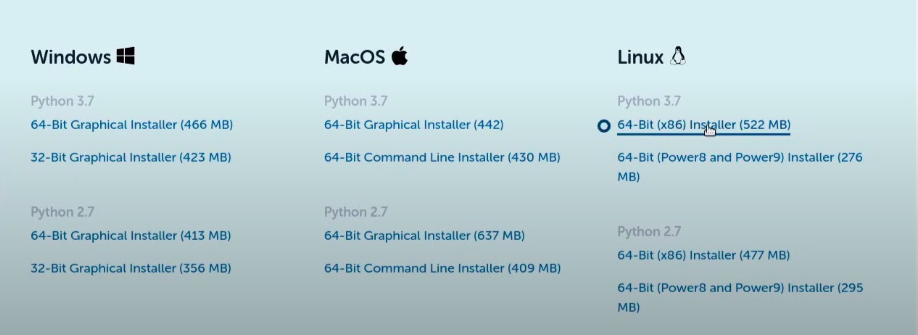 Windows
Python 3.7
64-Bit Graphical Installer (466 MB)
32-Bit Graphical Installer (423 MB)
Python 2.7
64-Bit Graphical Installer (413 MB)
32-Bit Graphical Installer (356 MB)
MacOS
Python 3.7
64-Bit Graphical Installer (442)
64-Bit Command Line Installer (430 MB)
Python 2.7
64-Bit Graphical Installer (637 MB)
64-Bit Command Line Installer (409 MB)
Linux
Python 3.7
64-Bit (x86) Installer (522 MB)
64-Bit (Power8 and Power9) Installer (276
MB)
Python 2.7
64-Bit (x86) Installer (477 MB)
64-Bit (Power8 and Power9) Installer (295
MB)